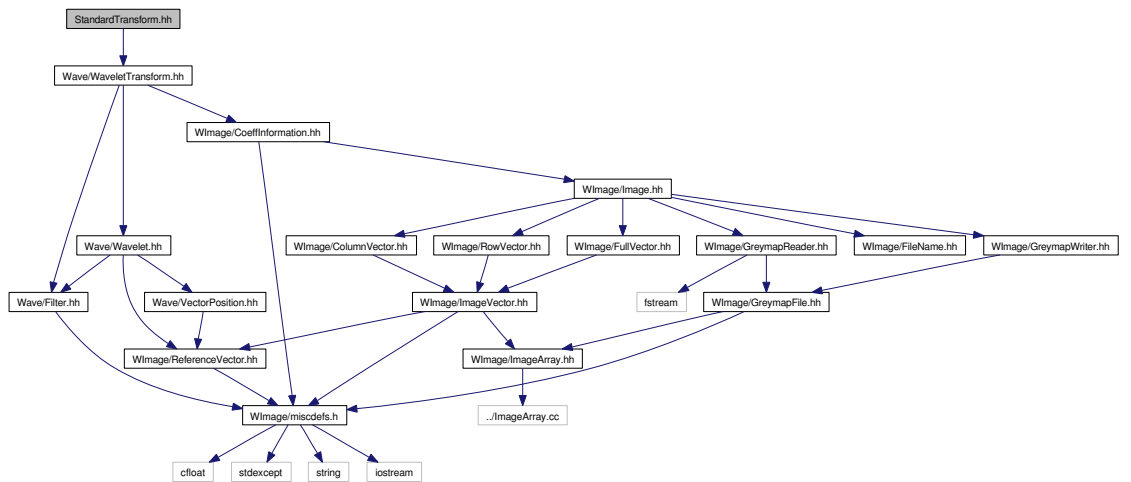 StandardTransform.hh
Wave/WaveletTransform.hh
WImage/CoeffInformation.hh
WImage/Image.hh
Wave/Wavelet.hh
WImage/ColumnVector.hh
WImage/RowVector.hh
WImage/FullVector.hh
WImage/GreymapReader.hh
WImage/FileName.hh
WImage/GreymapWriter.hh
Wave/Filter.hh
Wave/VectorPosition.hh
WImage/ImageVector.hh
fstream
WImage/GreymapFile.hh
WImage/ReferenceVector.hh
WImage/ImageArray.hh
WImage/miscdefs.h
../ImageArray.cc
cfloat
stdexcept
string
iostream